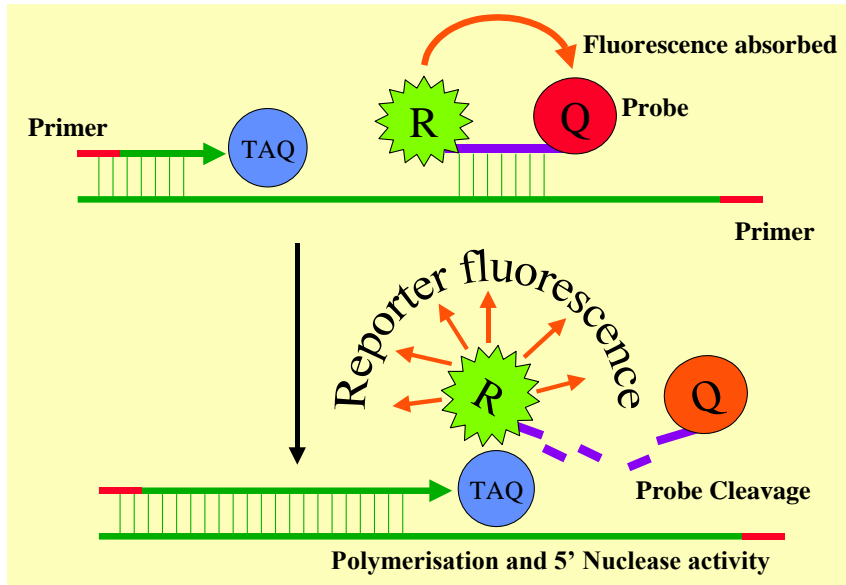 Fluorescence absorbed
R
Q
Probe
Primer
TAQ
Primer
Reporter fluorescence
R
Q
TAQ
Probe Cleavage
Polymerisation and 5’ Nuclease activity